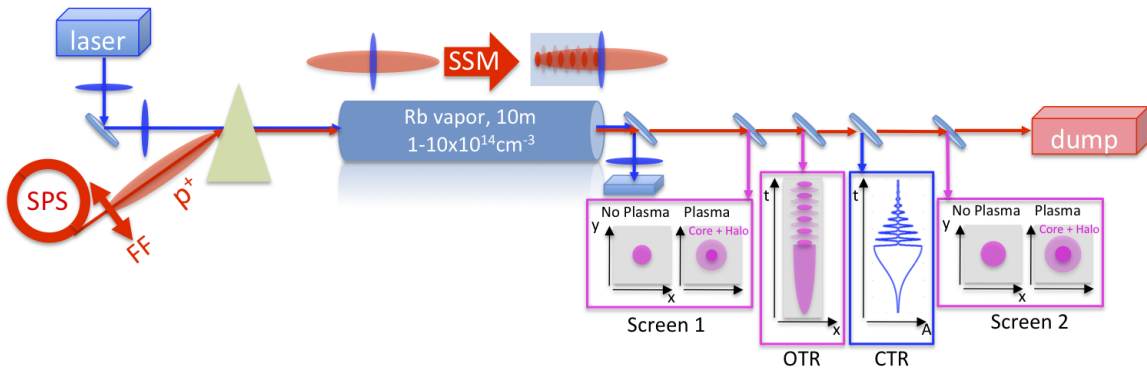 laser
SSM
Rb vapor, 10m
1-10x10¹⁴cm⁻³
dump
SPS
p⁺
FF
No Plasma
Plasma
Core + Halo
y
x
Screen 1
t
x
OTR
t
A
CTR
No Plasma
Plasma
Core + Halo
y
x
Screen 2